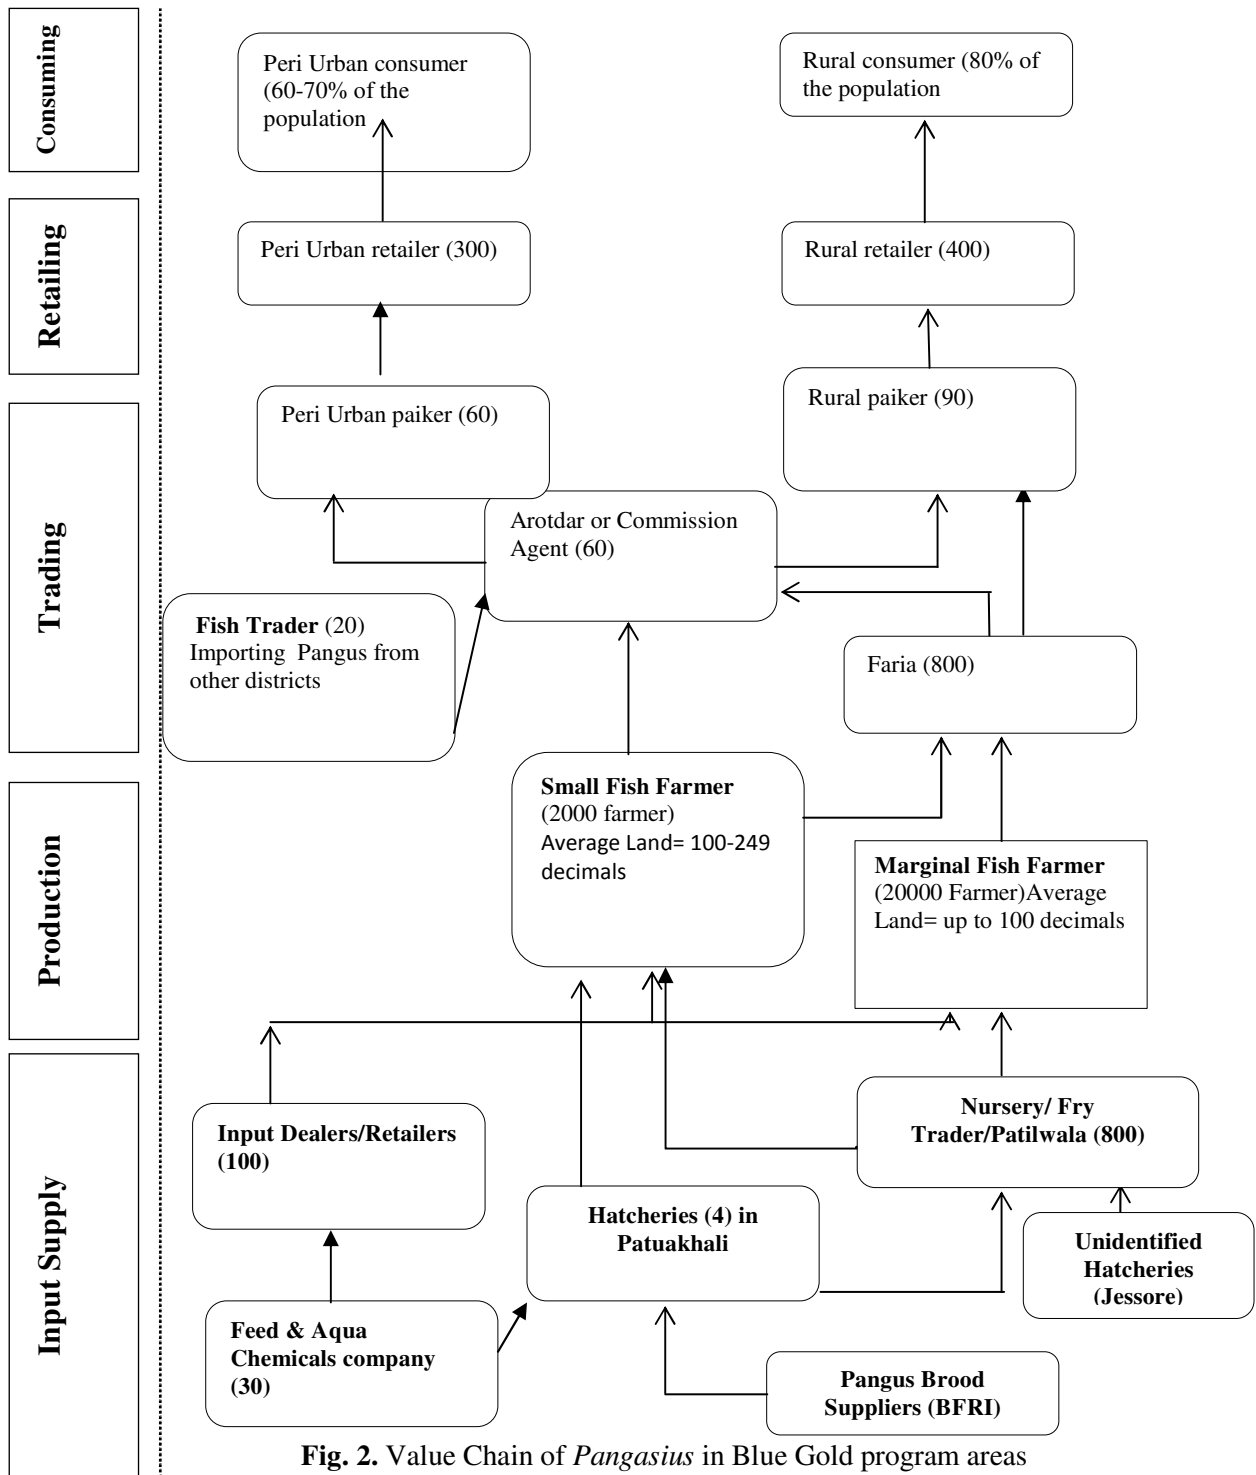 Consuming
Peri Urban consumer
(60-70% of the
population
Rural consumer (80% of
the population
Retailing
Peri Urban retailer (300)
Rural retailer (400)
Trading
Peri Urban paiker (60)
Rural paiker (90)
Arotdar or Commission
Agent (60)
Fish Trader (20)
Importing Pangus from
other districts
Faria (800)
Production
Small Fish Farmer
(2000 farmer)
Average Land= 100-249
decimals
Marginal Fish Farmer
(20000 Farmer)Average
Land= up to 100 decimals
Input Supply
Input Dealers/Retailers
(100)
Nursery/ Fry
Trader/Patilwala (800)
Hatcheries (4) in
Patuakhali
Unidentified
Hatcheries
(Jessore)
Feed & Aqua
Chemicals company
(30)
Pangus Brood
Suppliers (BFRI)
Fig. 2. Value Chain of Pangasius in Blue Gold program areas